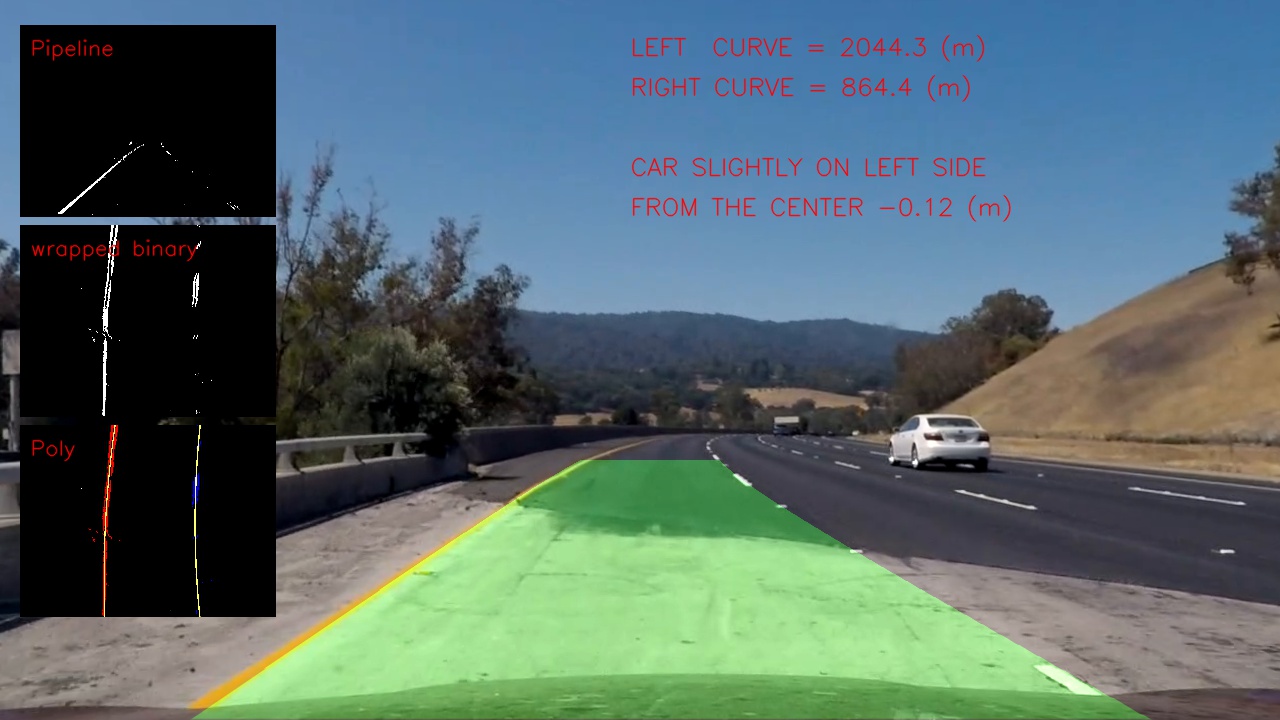 Pipeline
wrapped binary
Poly
LEFT CURVE = 2044.3 (m)
RIGHT CURVE = 864.4 (m)
CAR SLIGHTLY ON LEFT SIDE
FROM THE CENTER -0.12 (m)